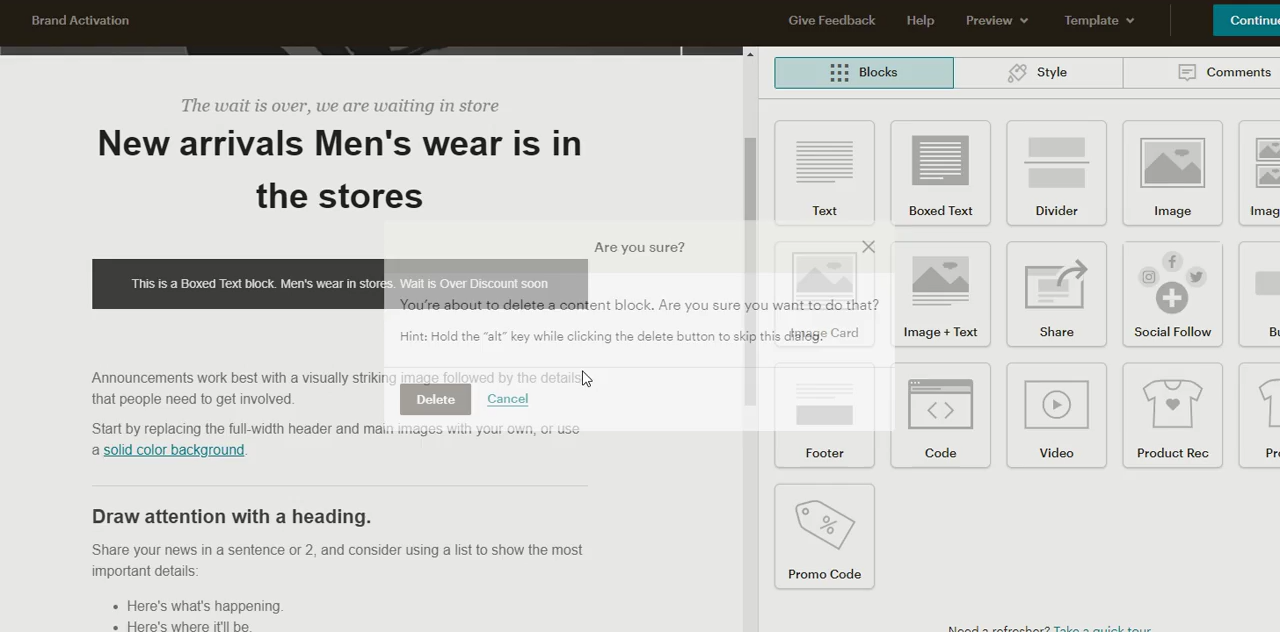 Brand Activation
Give Feedback
Help
Preview
Template
Continue
The wait is over, we are waiting in store
New arrivals Men's wear is in
the stores
This is a Boxed Text block. Men's wear in stores. Wait is Over Discount soon
Announcements work best with a visually striking image followed by the details
that people need to get involved.
Start by replacing the full-width header and main images with your own, or use
a solid color background.
Draw attention with a heading.
Share your news in a sentence or 2, and consider using a list to show the most
important details:
• Here's what's happening.
• Here's where it'll be.
Are you sure?
You're about to delete a content block. Are you sure you want to do that?
Hint: Hold the "alt" key while clicking the delete button to skip this dialog.
Delete
Cancel
Blocks
Style
Comments
Text
Boxed Text
Divider
Image
Imag
Image Card
Image + Text
Share
Social Follow
Bu
Footer
Code
Video
Product Rec
Pro
Promo Code
Need a refresher? Take a quick tour